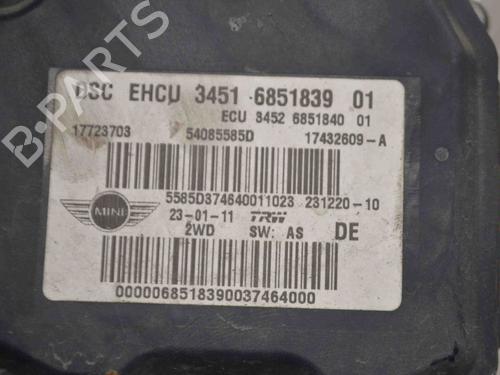 DSC EHCU 3451 6851839 01
ECU 3452 6851840 01
17723703 54085585D 17432609-A
5585D374640011023 231220-10
MINI
23-01-11 TRW
2WD SW: AS DE
0000068518390037464000
B-Parts